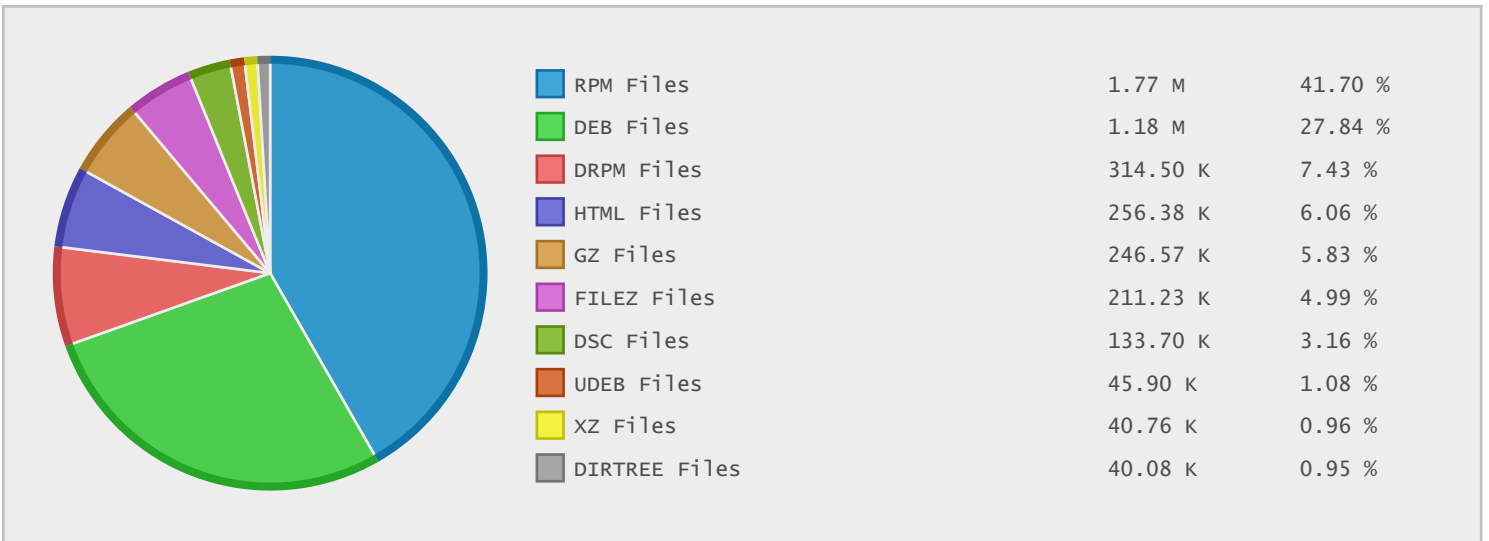 RPM Files 1.77 M 41.70 %
DEB Files 1.18 M 27.84 %
DRPM Files 314.50 K 7.43 %
HTML Files 256.38 K 6.06 %
GZ Files 246.57 K 5.83 %
FILEZ Files 211.23 K 4.99 %
DSC Files 133.70 K 3.16 %
UDEB Files 45.90 K 1.08 %
XZ Files 40.76 K 0.96 %
DIRTREE Files 40.08 K 0.95 %